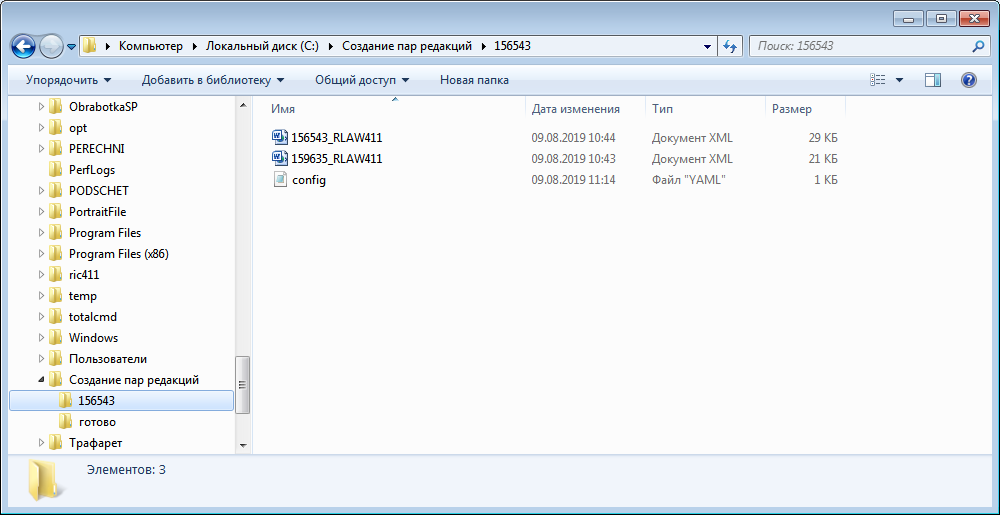 Компьютер Локальный диск (C:) Создание пар редакций 156543 Поиск: 156543
Упорядочить Добавить в библиотеку Общий доступ Новая папка
Имя Дата изменения Тип Размер
156543_RLAW411 09.08.2019 10:44 Документ XML 29 КБ
159635_RLAW411 09.08.2019 10:43 Документ XML 21 КБ
config 09.08.2019 11:14 Файл "YAML" 1 КБ
ObrabotkaSP
opt
PERECHNI
PerfLogs
PODSCHET
PortraitFile
Program Files
Program Files (x86)
ric411
temp
totalcmd
Windows
Пользователи
Создание пар редакций
156543
готово
Трафарет
Элементов: 3